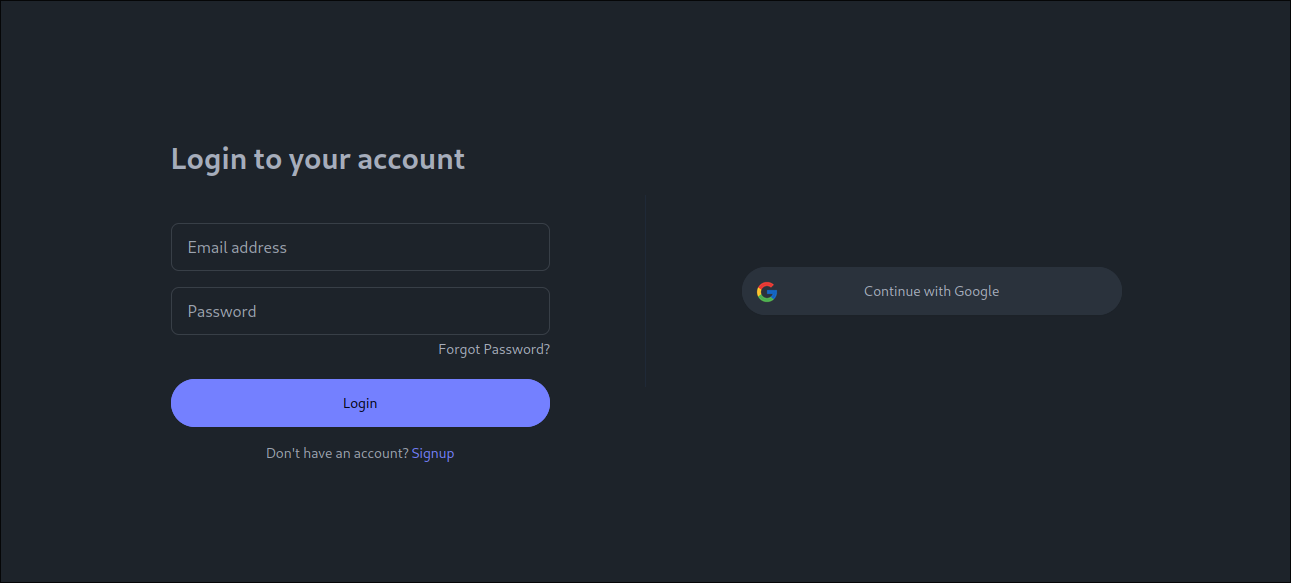 Login to your account
Email address
Password
Forgot Password?
Login
Don't have an account? Signup
Continue with Google